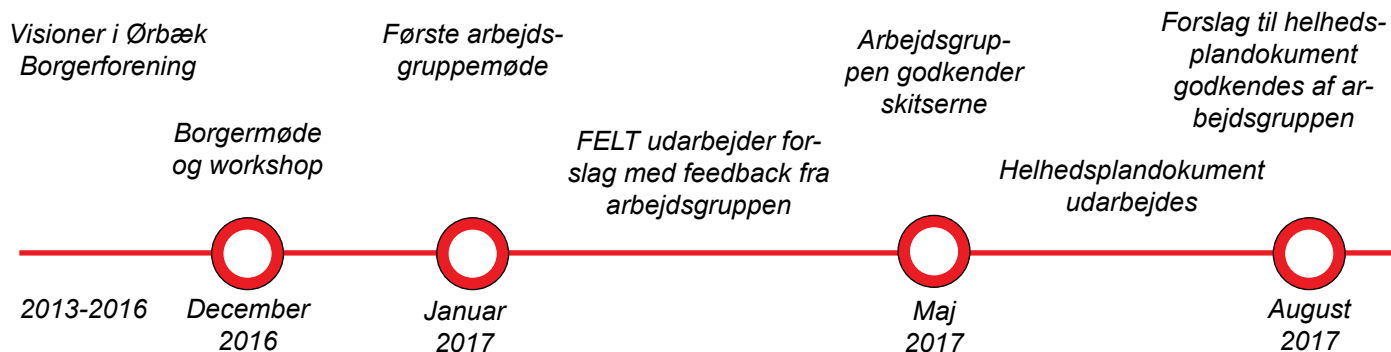 Visioner i Ørbæk
Borgerforening
2013-2016
Borgermøde
og workshop
December
2016
Første arbejds-
gruppemøde
Januar
2017
FELT udarbejder for-
slag med feedback fra
arbejdsgruppen
Arbejdsgrup-
pen godkender
skitserne
Maj
2017
Helhedsplandokument
udarbejdes
Forslag til helheds-
plandokument
godkendes af ar-
bejdsgruppen
August
2017